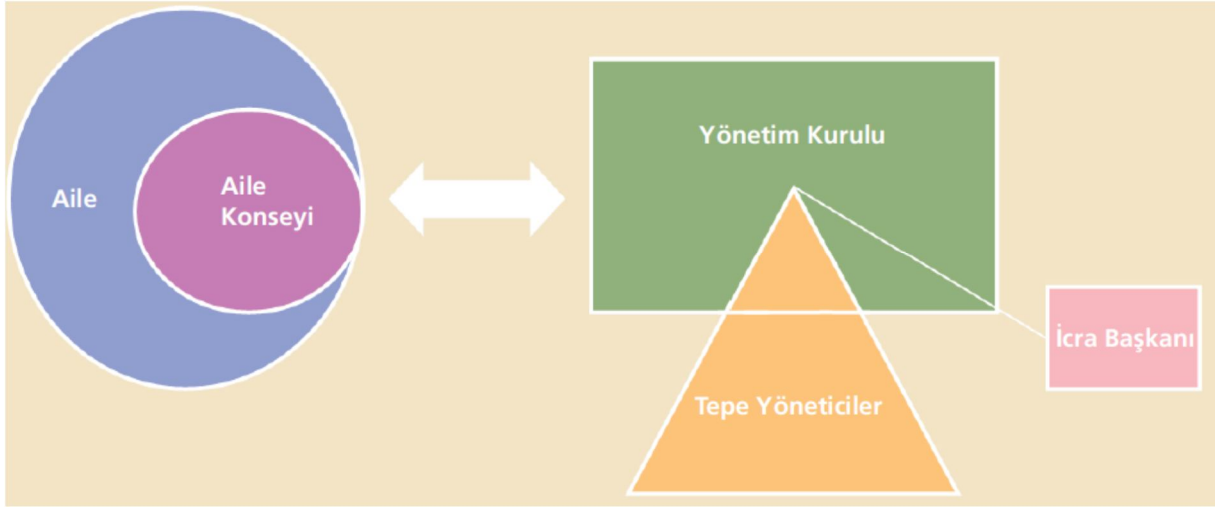 Aile
Aile
Konseyi
Yönetim Kurulu
İcra Başkanı
Tepe Yöneticiler